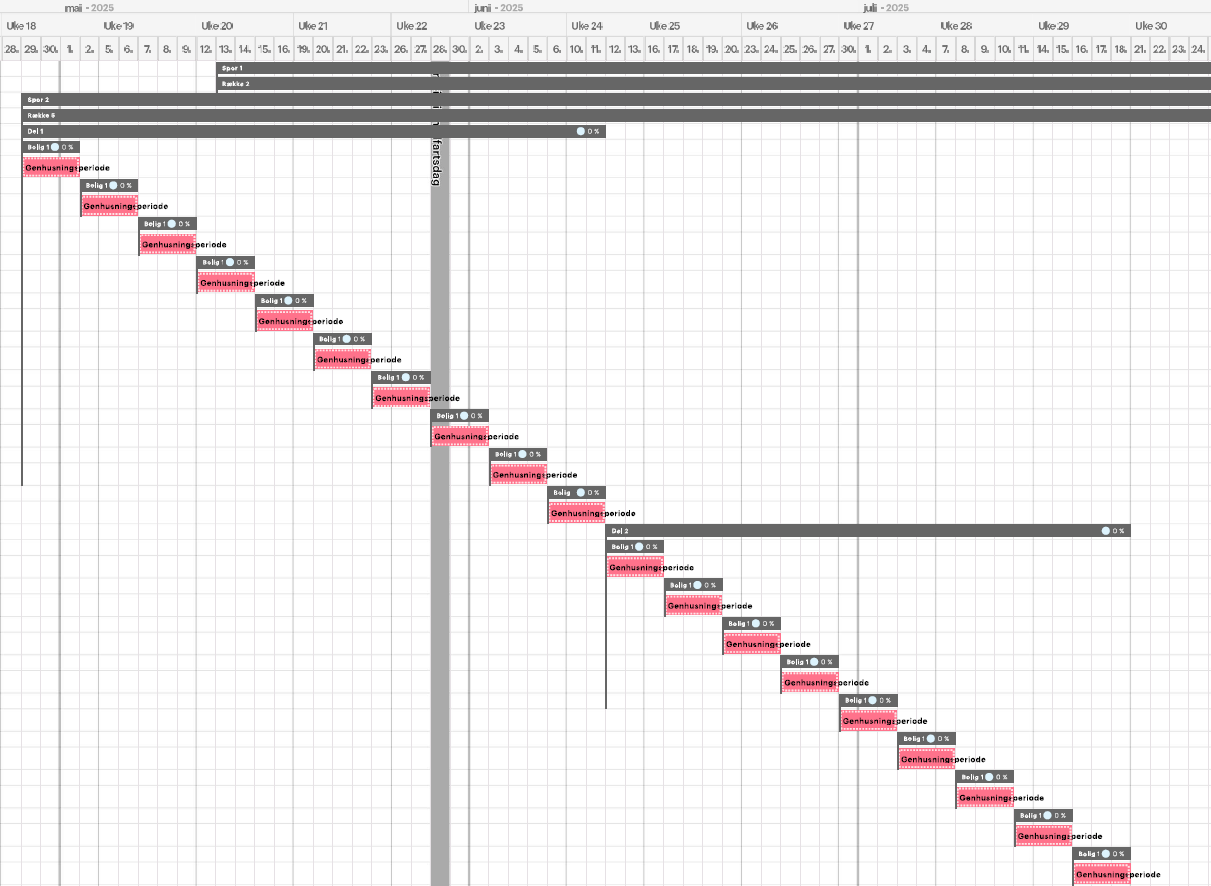 mai - 2025 juni - 2025 juli - 2025
Uke 18 Uke 19 Uke 20 Uke 21 Uke 22 Uke 23 Uke 24 Uke 25 Uke 26 Uke 27 Uke 28 Uke 29 Uke 30
28. 29. 30. 1. 2. 5. 6. 7. 8. 9. 12. 13. 14. 15. 16. 19. 20. 21. 22. 23. 26. 27. 28. 30. 2. 3. 4. 5. 6. 10. 11. 12. 13. 16. 17. 18. 19. 20. 23. 24. 25. 26. 27. 30. 1. 2. 3. 4. 7. 8. 9. 10. 11. 14. 15. 16. 17. 18. 21. 22. 23. 24.
Spor 1
Række 2
Spor 2
Række 5
Del 1 0 %
Bolig 1 0 %
Genhusningsperiode
Bolig 1 0 %
Genhusningsperiode
Bolig 1 0 %
Genhusningsperiode
Bolig 1 0 %
Genhusningsperiode
Bolig 1 0 %
Genhusningsperiode
Bolig 1 0 %
Genhusningsperiode
Bolig 1 0 %
Genhusningsperiode
Bolig 1 0 %
Genhusningsperiode
Bolig 1 0 %
Genhusningsperiode
Bolig 0 %
Genhusningsperiode
Del 2 0 %
Bolig 1 0 %
Genhusningsperiode
Bolig 1 0 %
Genhusningsperiode
Bolig 1 0 %
Genhusningsperiode
Bolig 1 0 %
Genhusningsperiode
Bolig 1 0 %
Genhusningsperiode
Bolig 1 0 %
Genhusningsperiode
Bolig 1 0 %
Genhusningsperiode
Bolig 1 0 %
Genhusningsperiode
Bolig 1 0 %
Genhusningsperiode